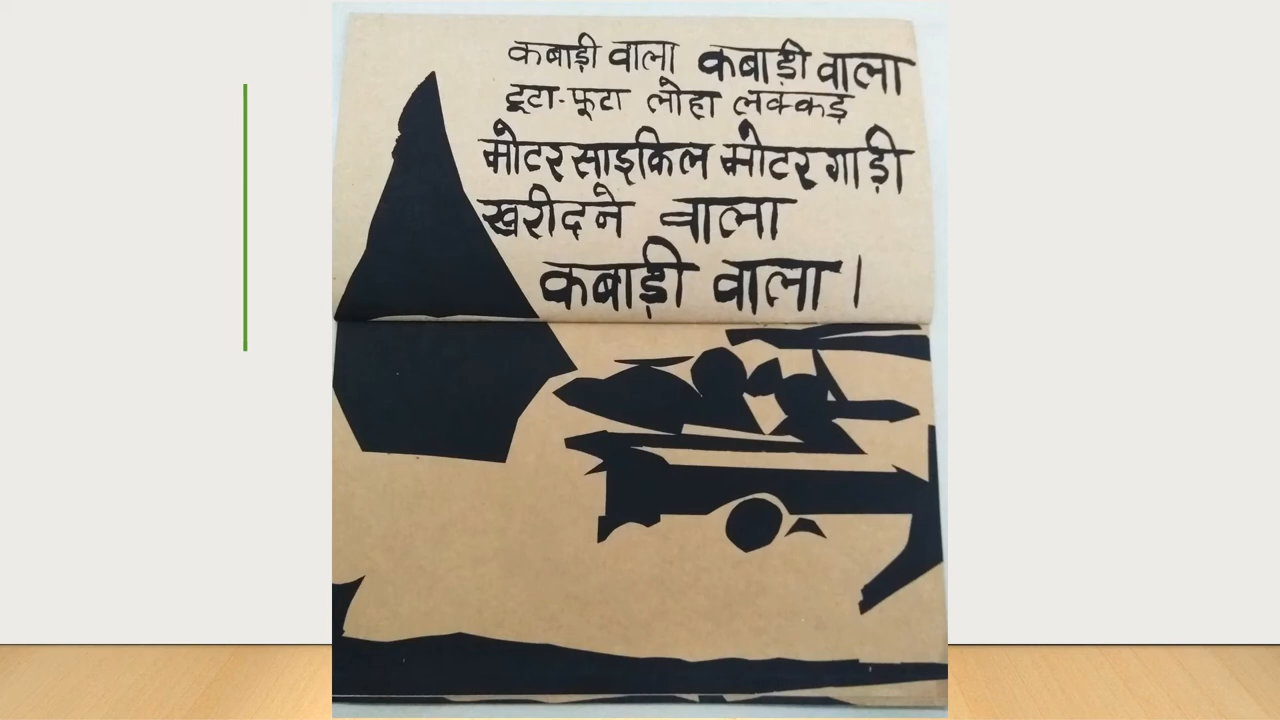 कबाड़ी वाला कबाड़ी वाला
टूटा-फूटा लोहा लक्कड़
मोटर साइकिल मोटर गाड़ी
खरीदने वाला
कबाड़ी वाला।